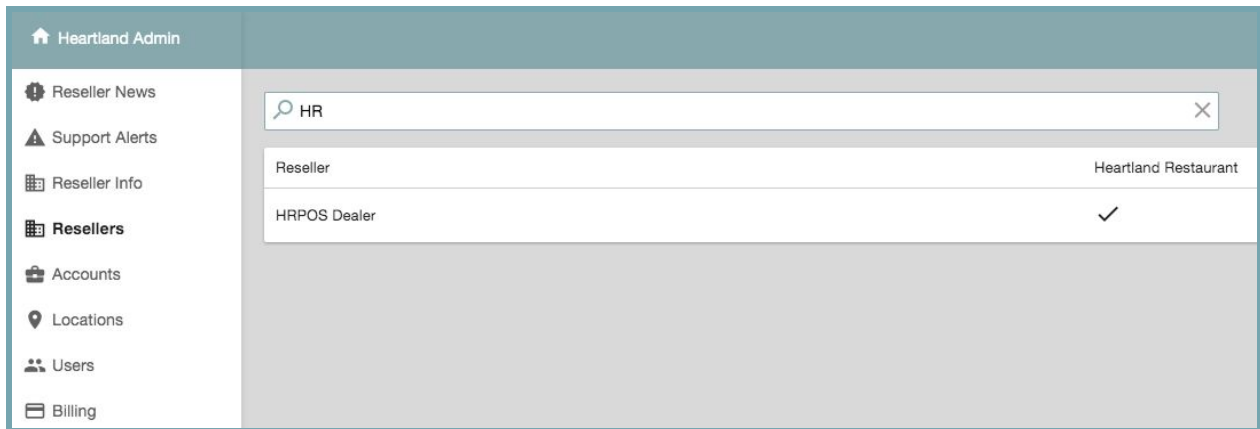 Heartland Admin
Reseller News
Support Alerts
Reseller Info
Resellers
Accounts
Locations
Users
Billing
HR
Reseller Heartland Restaurant
HRPOS Dealer